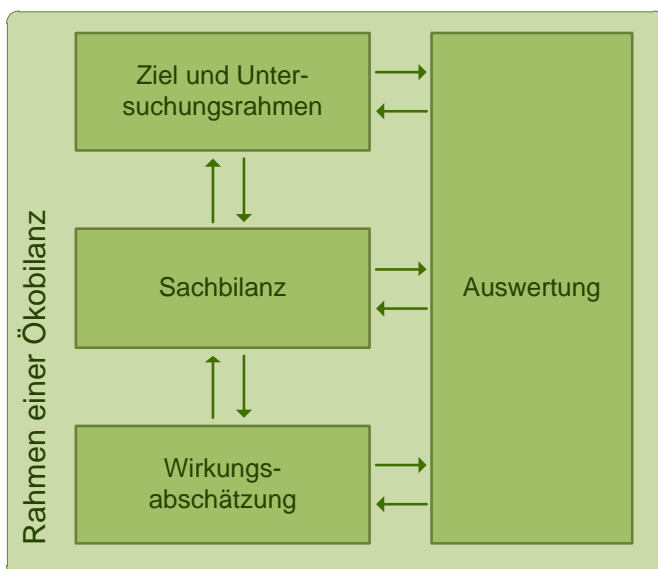 Rahmen einer Ökobilanz
Ziel und Unter-
suchungsrahmen
Sachbilanz
Wirkungs-
abschätzung
Auswertung